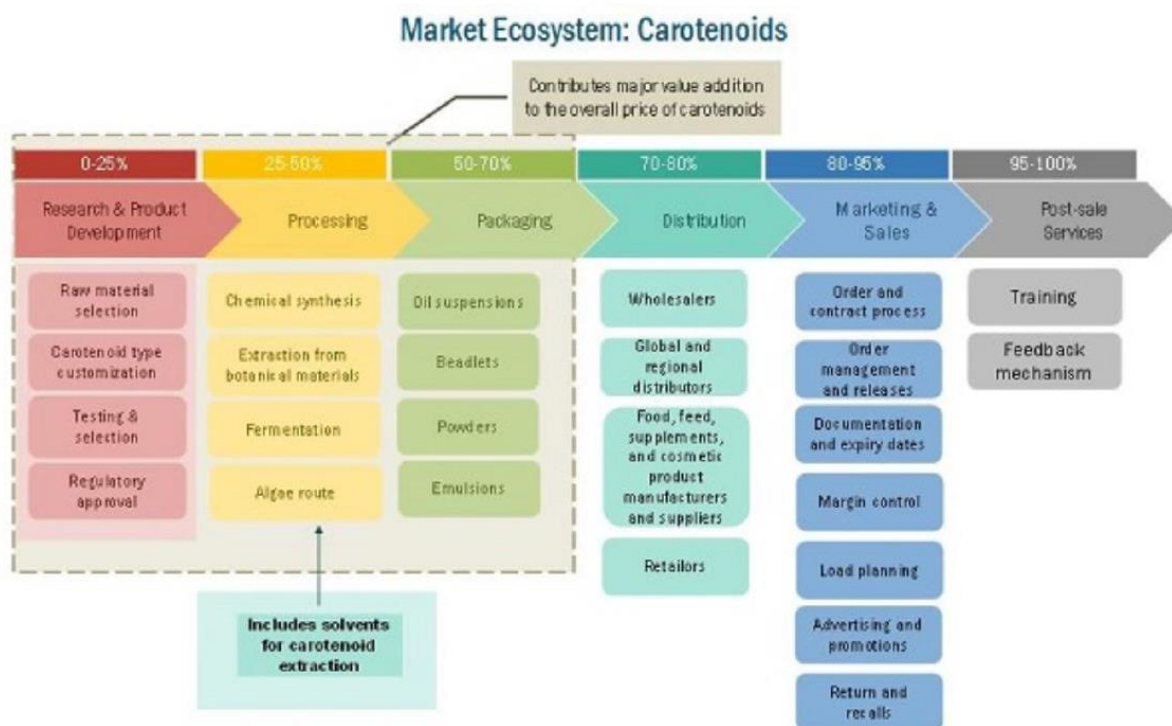 Market Ecosystem: Carotenoids
Contributes major value addition
to the overall price of carotenoids
0-25%
25-50%
50-70%
70-80%
80-95%
95-100%
Research & Product
Development
Processing
Packaging
Distribution
Marketing &
Sales
Post-sale
Services
Raw material
selection
Carotenoid type
customization
Testing &
selection
Regulatory
approval
Chemical synthesis
Extraction from
botanical materials
Fermentation
Algae route
Oil suspensions
Beadlets
Powders
Emulsions
Wholesalers
Global and
regional
distributors
Food, feed,
supplements,
and cosmetic
product
manufacturers
and suppliers
Retailors
Order and
contract process
Order
management
and releases
Documentation
and expiry dates
Margin control
Load planning
Advertising and
promotions
Return and
recalls
Training
Feedback
mechanism
Includes solvents
for carotenoid
extraction